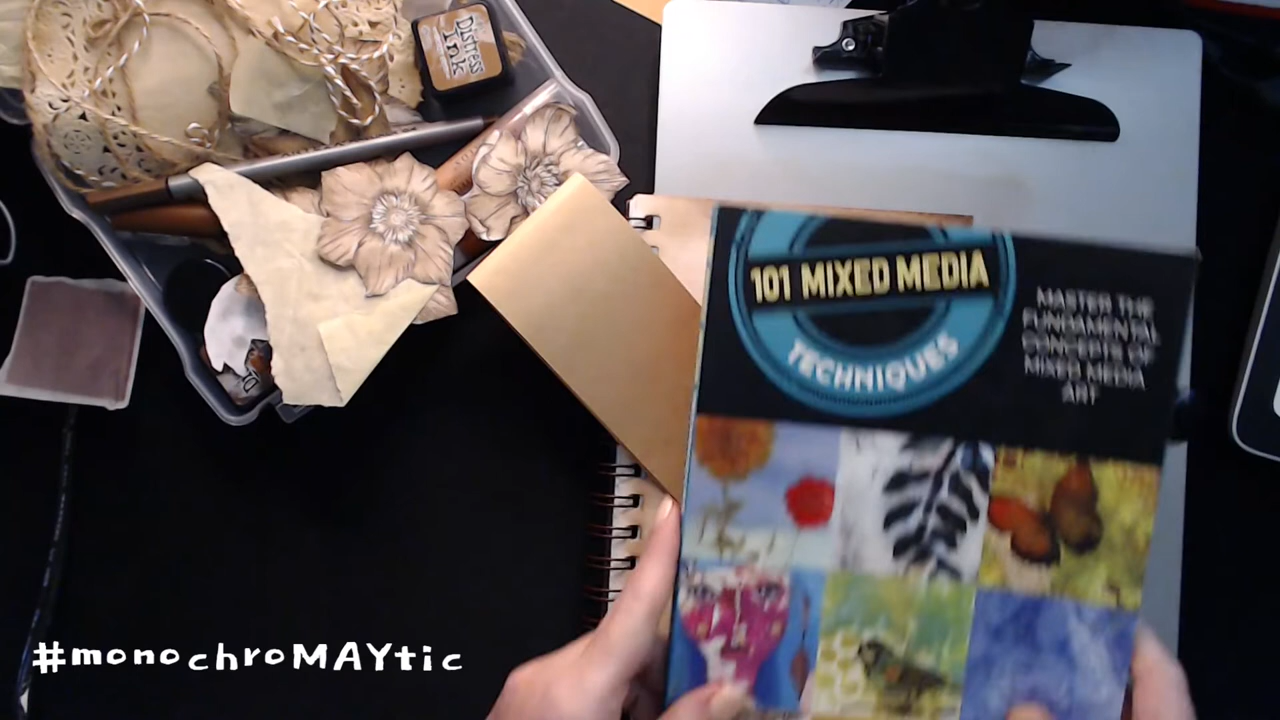 Distress
Ink
101 MIXED MEDIA
TECHNIQUES
MASTER THE
FUNDAMENTAL
CONCEPTS OF
MIXED MEDIA
ART
#monochroMAYtic